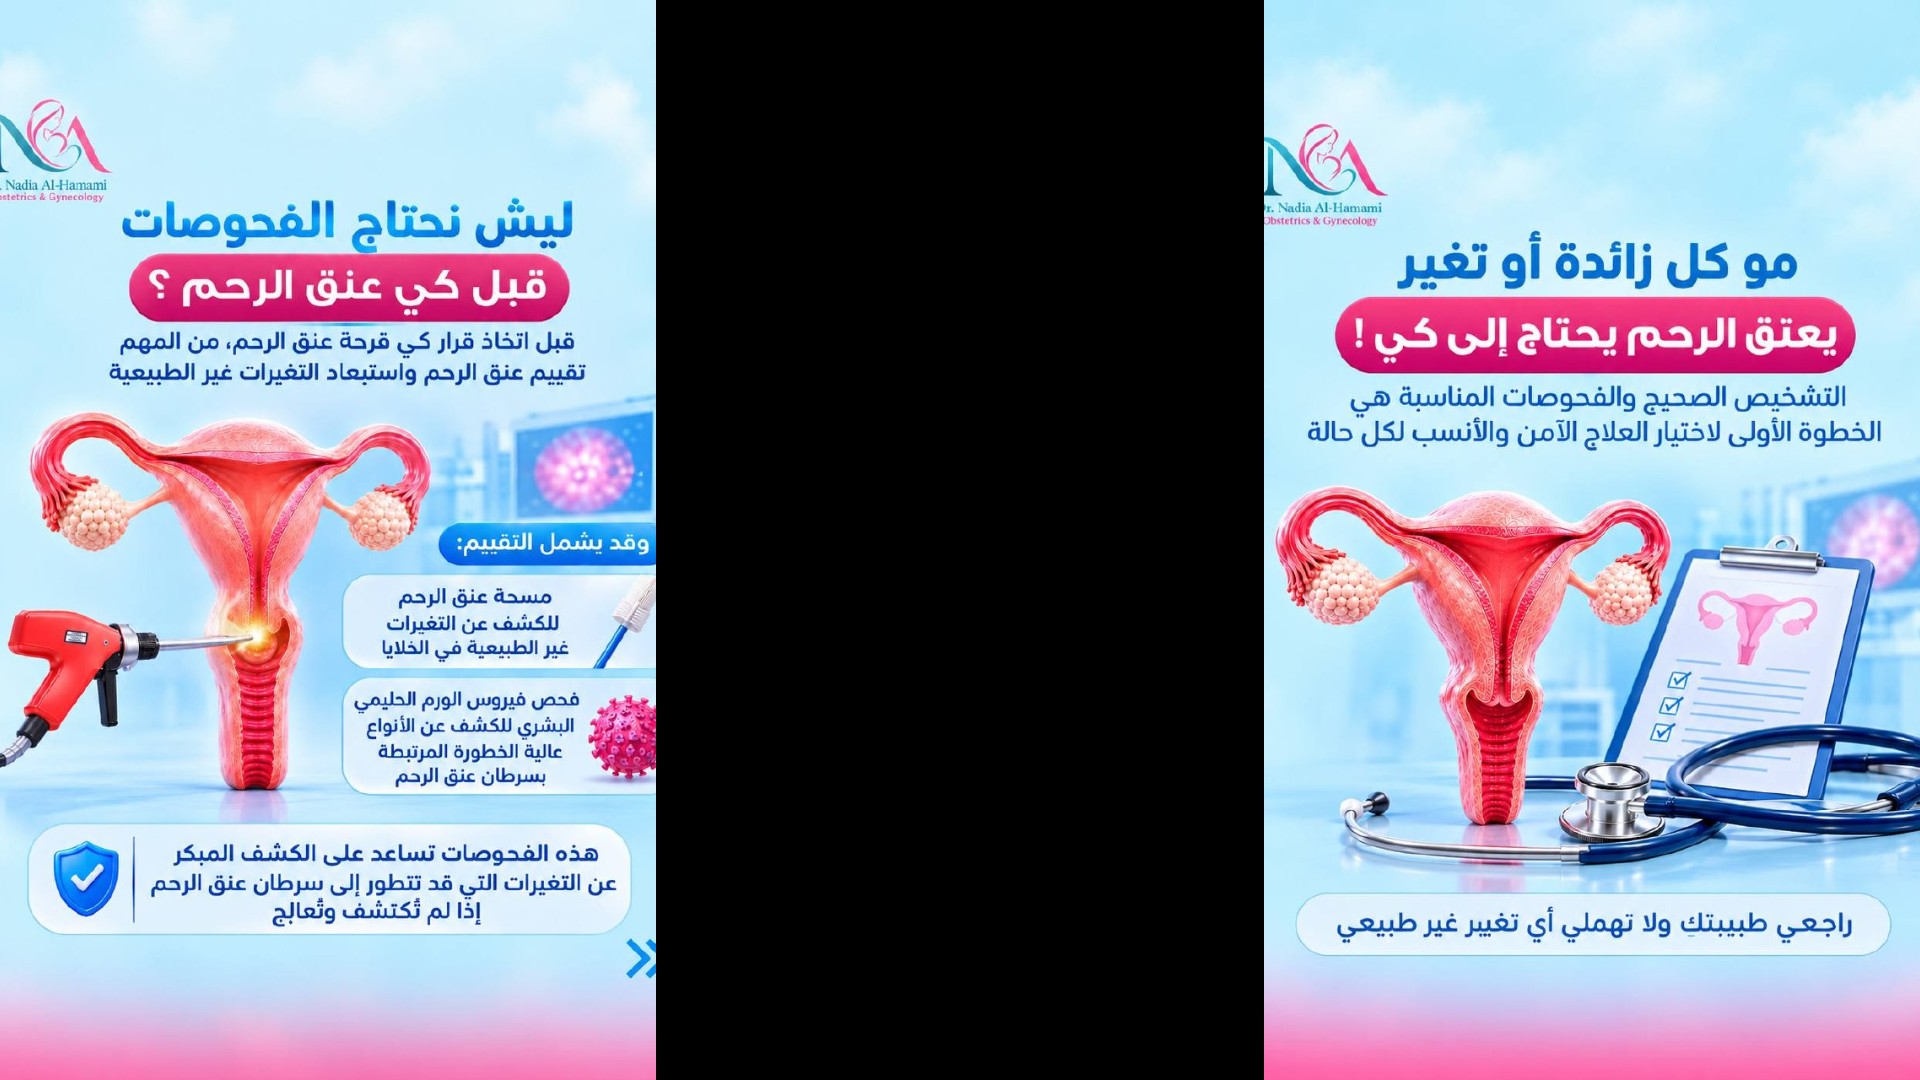 Nadia Al-Hamami
Obstetrics & Gynecology
ليش نحتاج الفحوصات
قبل كي عنق الرحم ؟
قبل اتخاذ قرار كي قرحة عنق الرحم، من المهم
تقييم عنق الرحم واستبعاد التغيرات غير الطبيعية
وقد يشمل التقييم:
مسحة عنق الرحم
للكشف عن التغيرات
غير الطبيعية في الخلايا
فحص فيروس الورم الحليمي
البشري للكشف عن الأنواع
عالية الخطورة المرتبطة
بسرطان عنق الرحم
هذه الفحوصات تساعد على الكشف المبكر
عن التغيرات التي قد تتطور إلى سرطان عنق الرحم
إذا لم تُكتشف وتُعالج
Dr. Nadia Al-Hamami
Obstetrics & Gynecology
مو كل زائدة أو تغير
يعتق الرحم يحتاج إلى كي !
التشخيص الصحيح والفحوصات المناسبة هي
الخطوة الأولى لاختيار العلاج الآمن والأنسب لكل حالة
راجعي طبيبتكِ ولا تهملي أي تغيير غير طبيعي